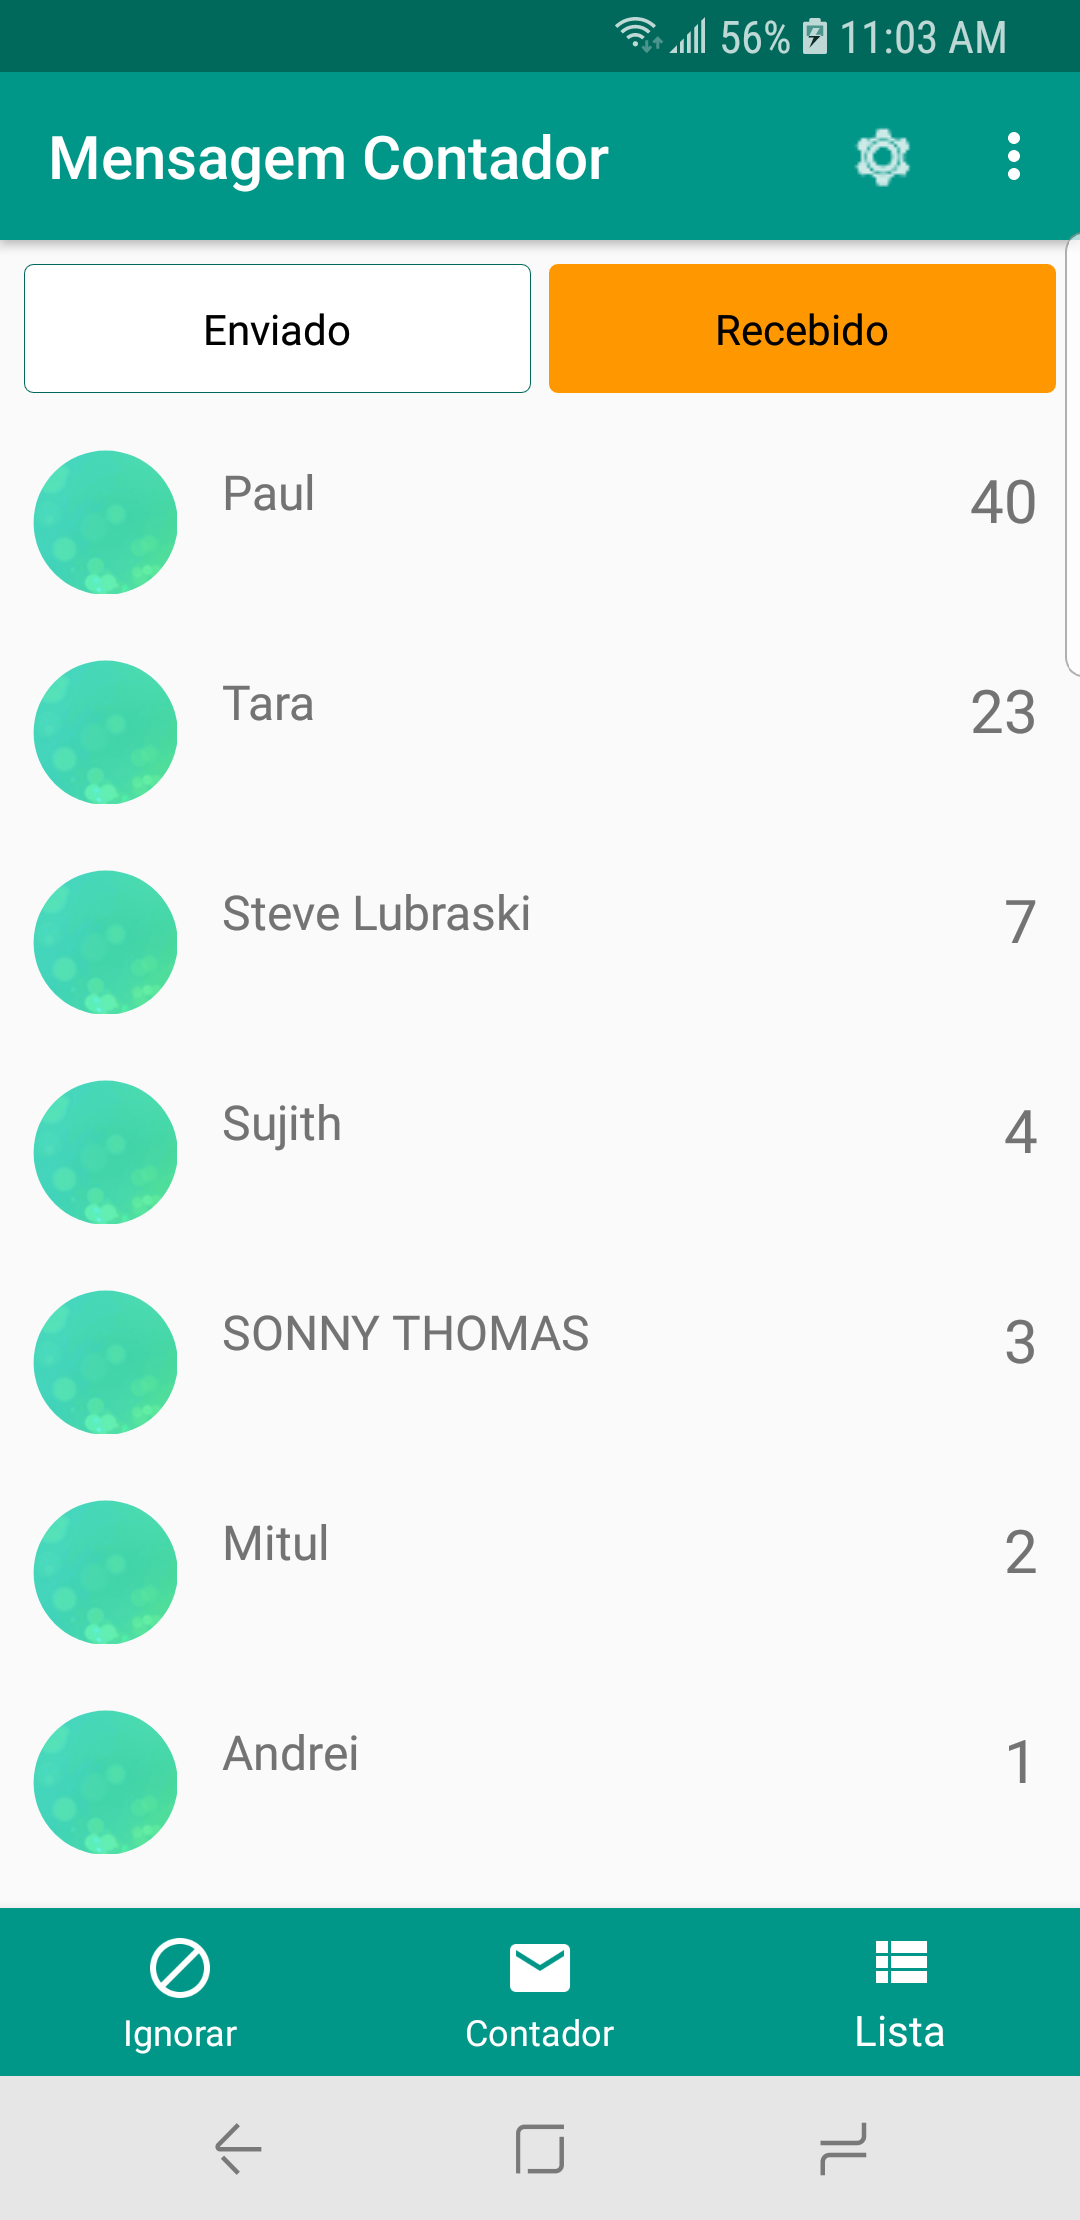 56% 11:03 AM
Mensagem Contador
Enviado Recebido
Paul 40
Tara 23
Steve Lubraski 7
Sujith 4
SONNY THOMAS 3
Mitul 2
Andrei 1
Ignorar Contador Lista